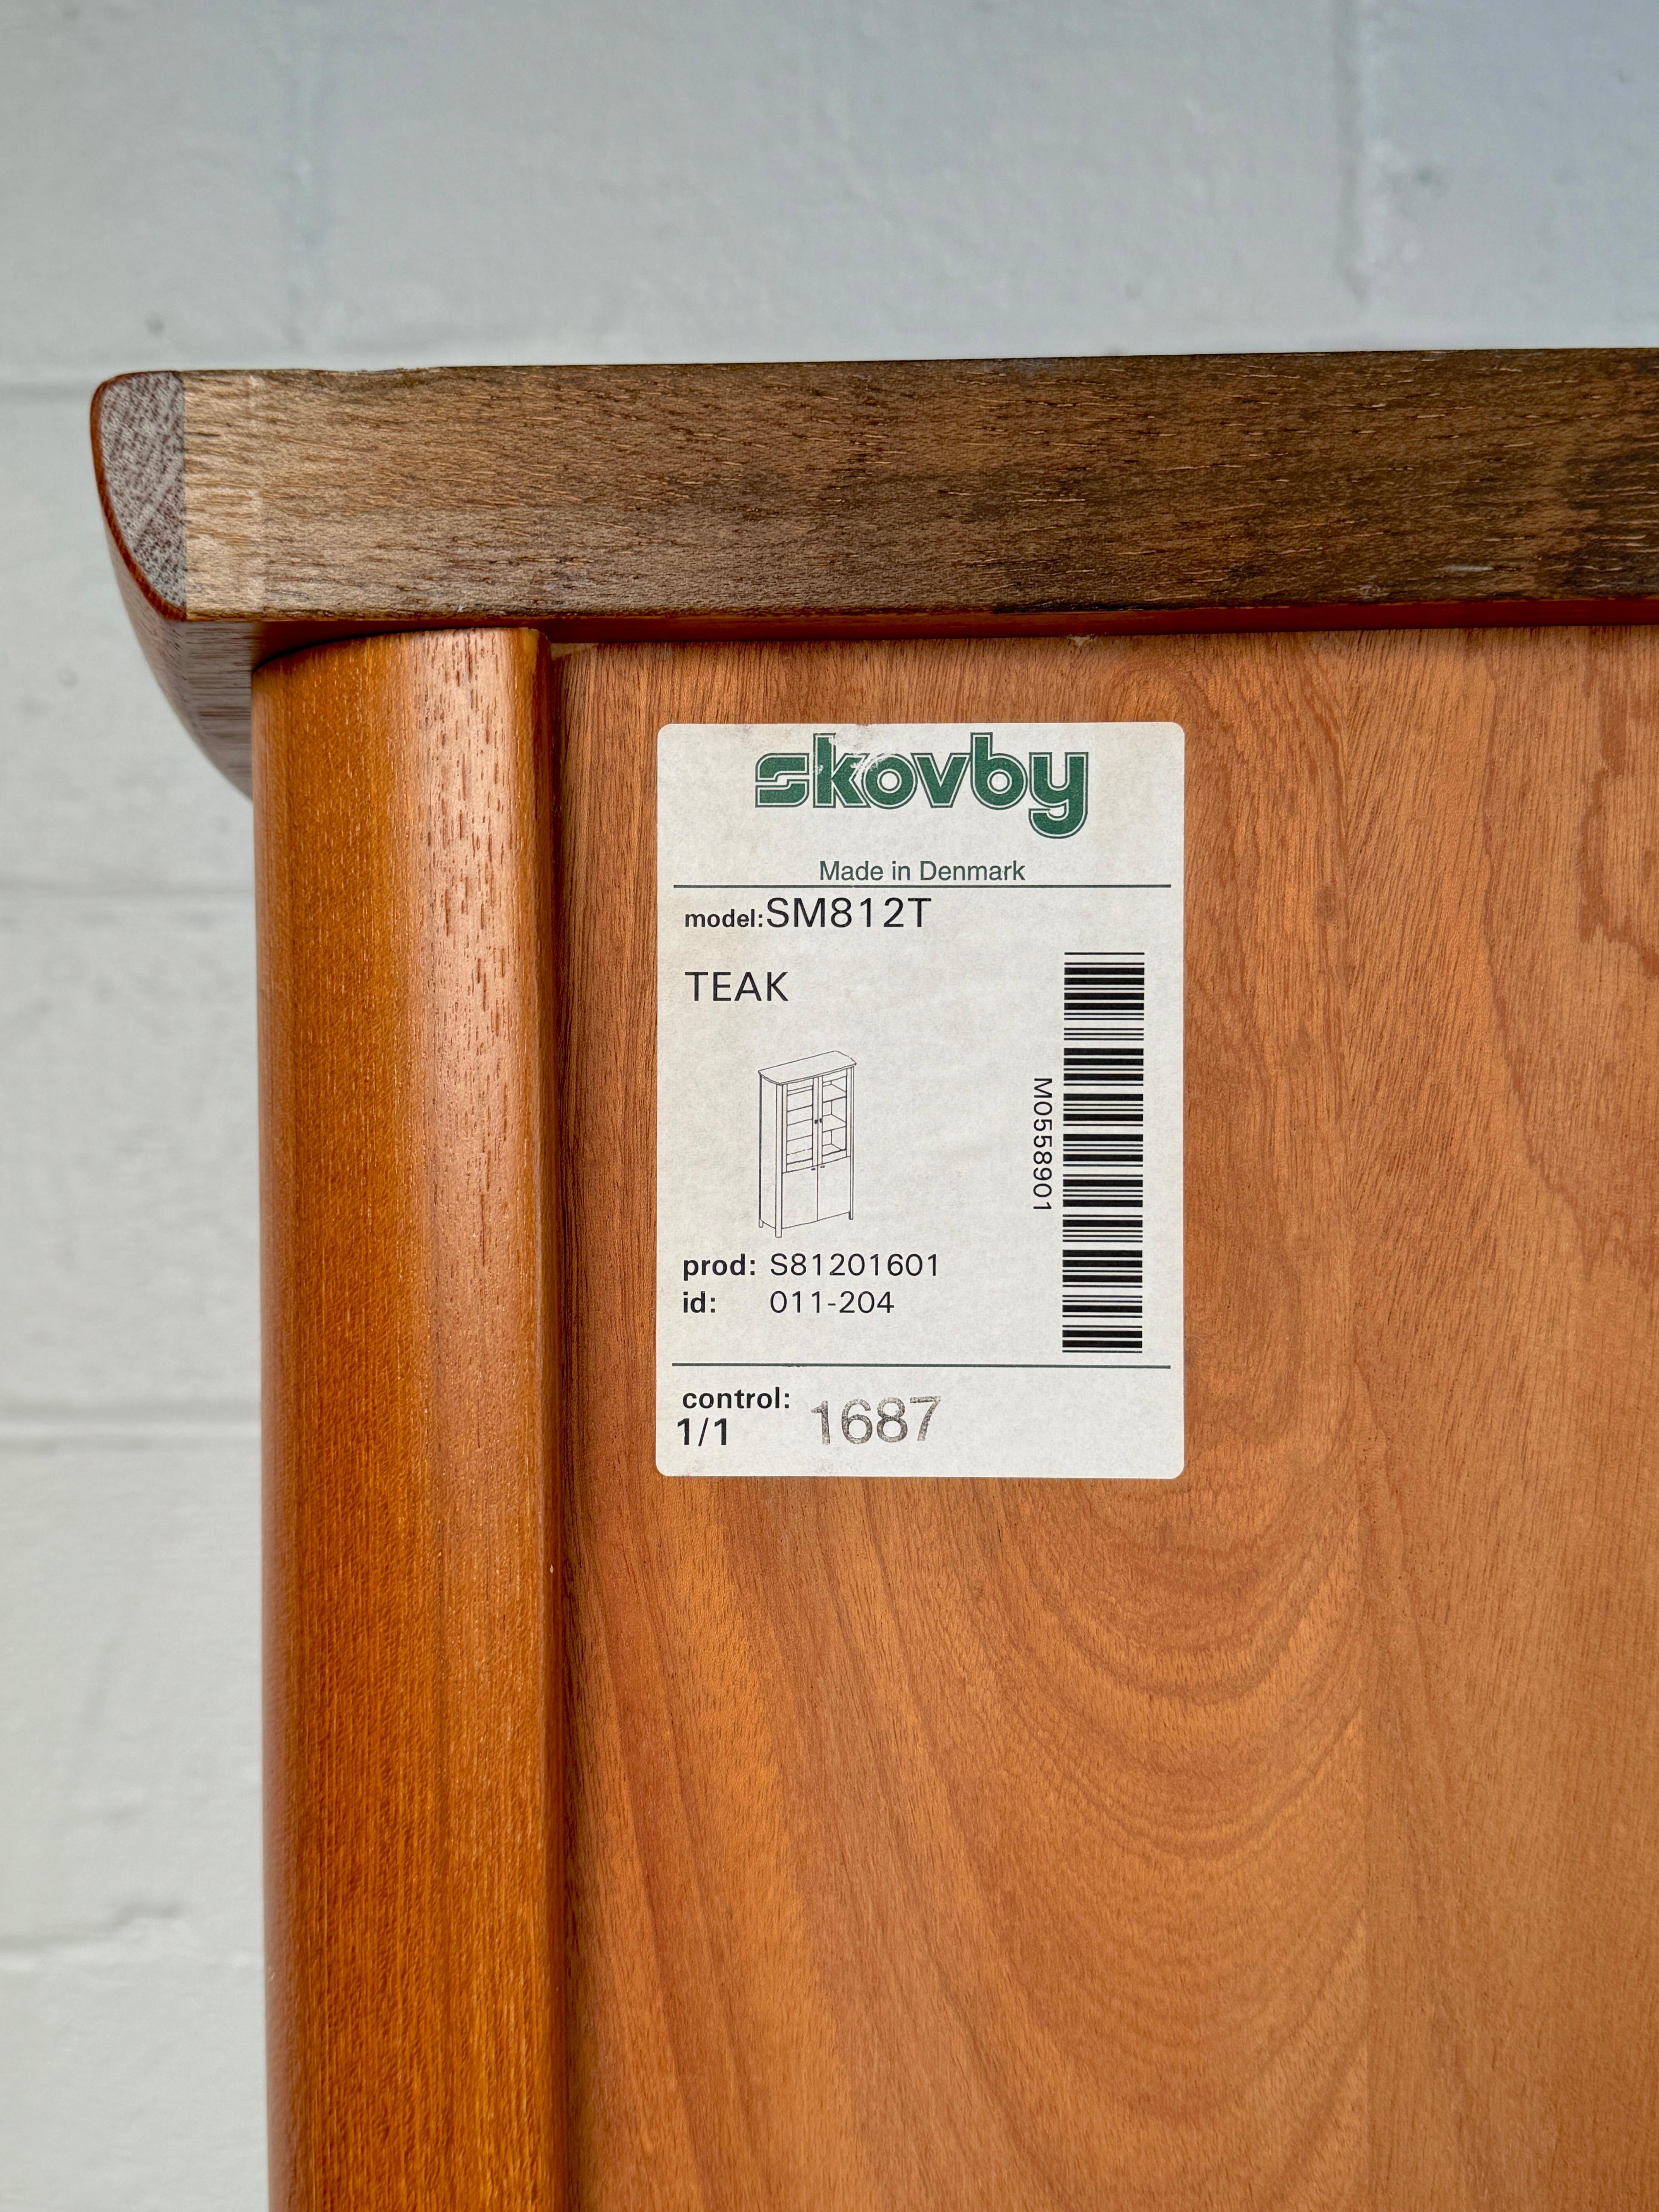 skovby
Made in Denmark
model:SM812T
TEAK
M0558901
prod: S81201601
id: 011-204
control:
1/1 1687